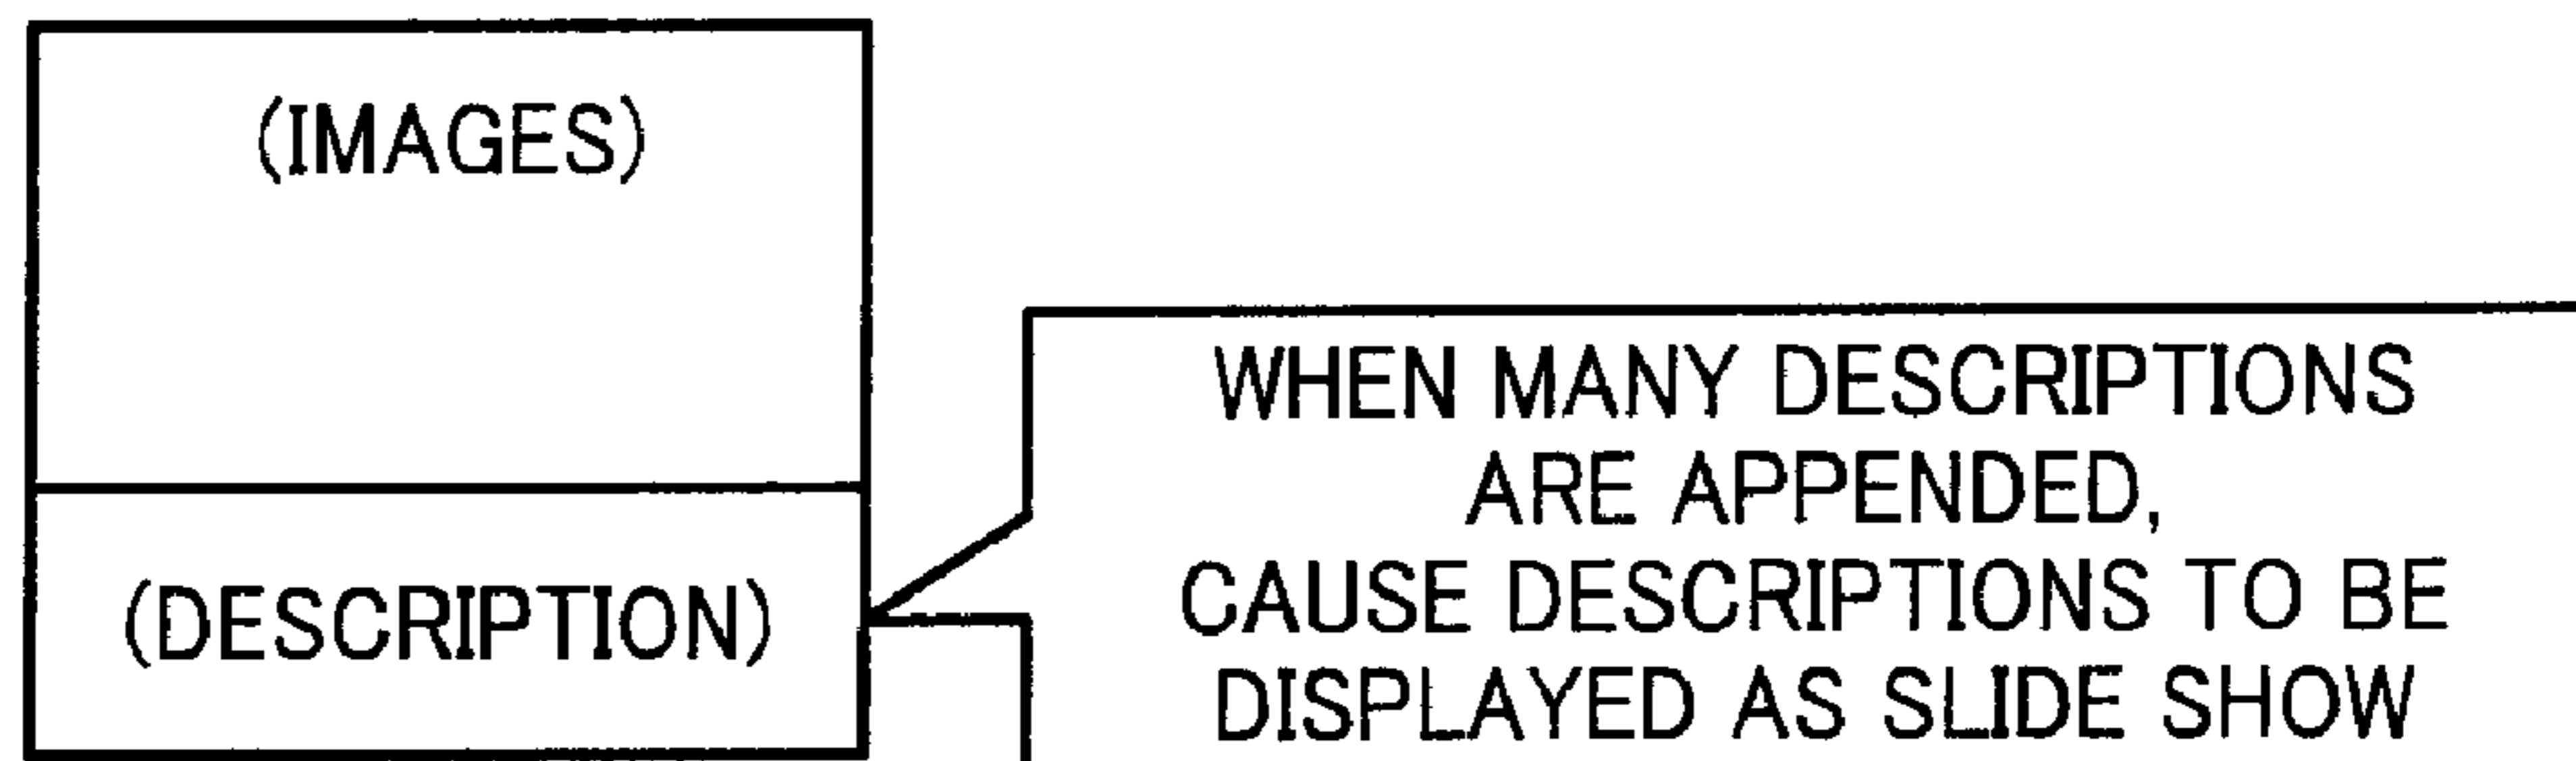 (IMAGES)
(DESCRIPTION)
WHEN MANY DESCRIPTIONS
ARE APPENDED,
CAUSE DESCRIPTIONS TO BE
DISPLAYED AS SLIDE SHOW